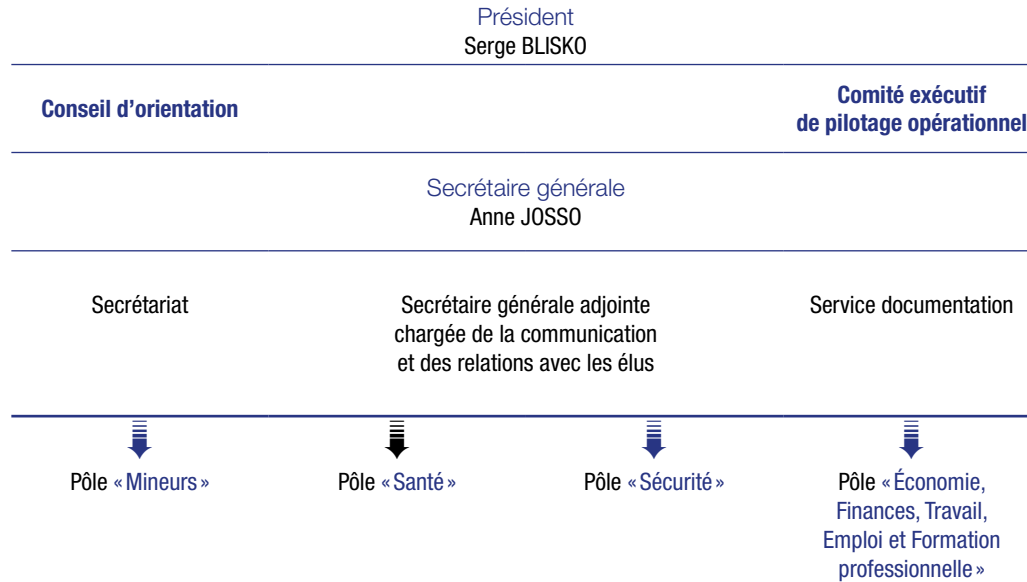 Président
Serge BLISKO
Conseil d’orientation
Comité exécutif
de pilotage opérationnel
Secrétaire générale
Anne JOSSO
Secrétariat
Secrétaire générale adjointe
chargée de la communication
et des relations avec les élus
Service documentation
Pôle « Mineurs »
Pôle « Santé »
Pôle « Sécurité »
Pôle « Économie,
Finances, Travail,
Emploi et Formation
professionnelle »